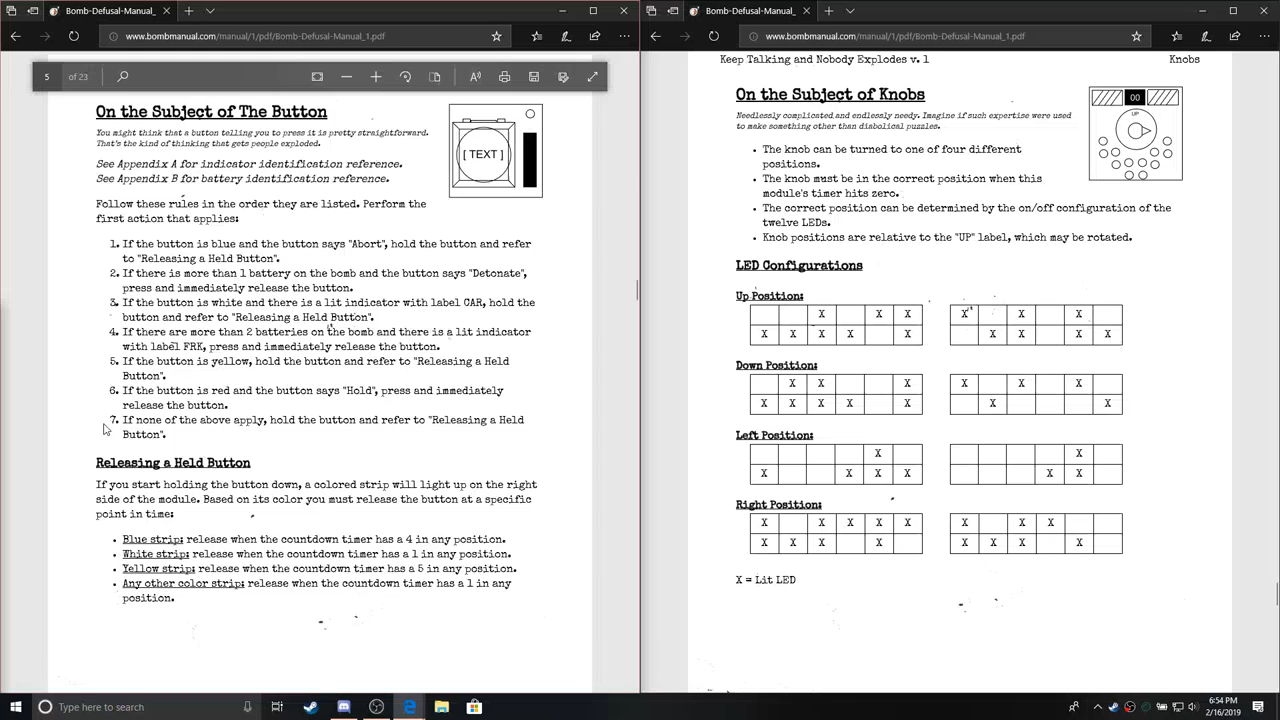 Bomb-Defusal-Manual_
www.bombmanual.com/manual/1/pdf/Bomb-Defusal-Manual_1.pdf
5 of 23
On the Subject of The Button
You might think that a button telling you to press it is pretty straightforward.
That's the kind of thinking that gets people exploded.
See Appendix A for indicator identification reference.
See Appendix B for battery identification reference.
[ TEXT ]
Follow these rules in the order they are listed. Perform the
first action that applies:
1. If the button is blue and the button says "Abort", hold the button and refer
to "Releasing a Held Button".
2. If there is more than 1 battery on the bomb and the button says "Detonate",
press and immediately release the button.
3. If the button is white and there is a lit indicator with label CAR, hold the
button and refer to "Releasing a Held Button".
4. If there are more than 2 batteries on the bomb and there is a lit indicator
with label FRK, press and immediately release the button.
5. If the button is yellow, hold the button and refer to "Releasing a Held
Button".
6. If the button is red and the button says "Hold", press and immediately
release the button.
7. If none of the above apply, hold the button and refer to "Releasing a Held
Button".
Releasing a Held Button
If you start holding the button down, a colored strip will light up on the right
side of the module. Based on its color you must release the button at a specific
point in time:
Blue strip: release when the countdown timer has a 4 in any position.
White strip: release when the countdown timer has a 1 in any position.
Yellow strip: release when the countdown timer has a 5 in any position.
Any other color strip: release when the countdown timer has a 1 in any
position.
Bomb-Defusal-Manual_
www.bombmanual.com/manual/1/pdf/Bomb-Defusal-Manual_1.pdf
Keep Talking and Nobody Explodes v. 1 Knobs
On the Subject of Knobs
Needlessly complicated and endlessly needy. Imagine if such expertise were used
to make something other than diabolical puzzles.
00
UP
The knob can be turned to one of four different
positions.
The knob must be in the correct position when this
module's timer hits zero.
The correct position can be determined by the on/off configuration of the
twelve LEDs.
Knob positions are relative to the "UP" label, which may be rotated.
LED Configurations
Up Position:
X X X X X X
X X X X X X X X X
Down Position:
X X X X X X
X X X X X X X
Left Position:
X X
X X X X X X
Right Position:
X X X X X X X X
X X X X X X X X
X = Lit LED
Type here to search
6:54 PM
2/16/2019